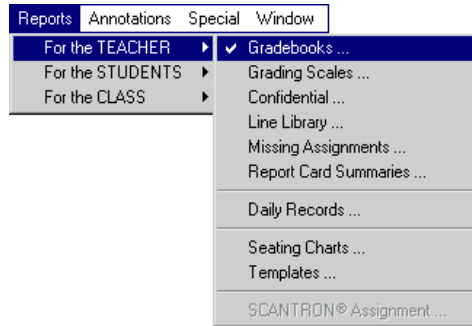 Reports Annotations Special Window
For the TEACHER
For the STUDENTS
For the CLASS
Gradebooks ...
Grading Scales ...
Confidential ...
Line Library ...
Missing Assignments ...
Report Card Summaries ...
Daily Records ...
Seating Charts ...
Templates ...
SCANTRON® Assignment ...